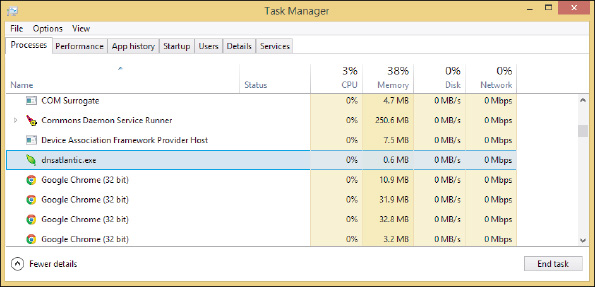 Task Manager
File Options View
Processes Performance App history Startup Users Details Services
3% 38% 0% 0%
Name Status CPU Memory Disk Network
COM Surrogate 0% 4.7 MB 0 MB/s 0 Mbps
Commons Daemon Service Runner 0% 250.6 MB 0 MB/s 0 Mbps
Device Association Framework Provider Host 0% 7.5 MB 0 MB/s 0 Mbps
dnsatlantic.exe 0% 0.6 MB 0 MB/s 0 Mbps
Google Chrome (32 bit) 0% 10.9 MB 0 MB/s 0 Mbps
Google Chrome (32 bit) 0% 31.9 MB 0 MB/s 0 Mbps
Google Chrome (32 bit) 0% 32.8 MB 0 MB/s 0 Mbps
Google Chrome (32 bit) 0% 3.2 MB 0 MB/s 0 Mbps
Fewer details End task